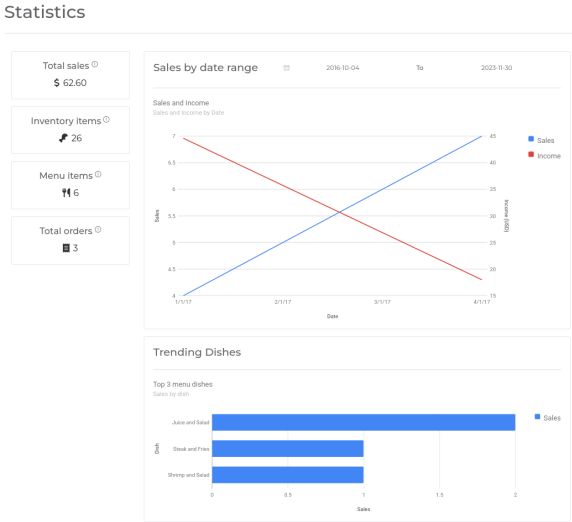 Statistics
Total sales
$ 62.60
Inventory items
26
Menu items
6
Total orders
3
Sales by date range 2016-10-04 To 2023-11-30
Sales and Income
Sales and Income by Date
7
6.5
6
5.5
5
4.5
4
Sales
45
40
35
30
25
20
15
Income (USD)
1/1/17 2/1/17 3/1/17 4/1/17
Date
Sales
Income
Trending Dishes
Top 3 menu dishes
Sales by dish
Juice and Salad
Steak and Fries
Shrimp and Salad
Dish
0 0.5 1 1.5 2
Sales
Sales